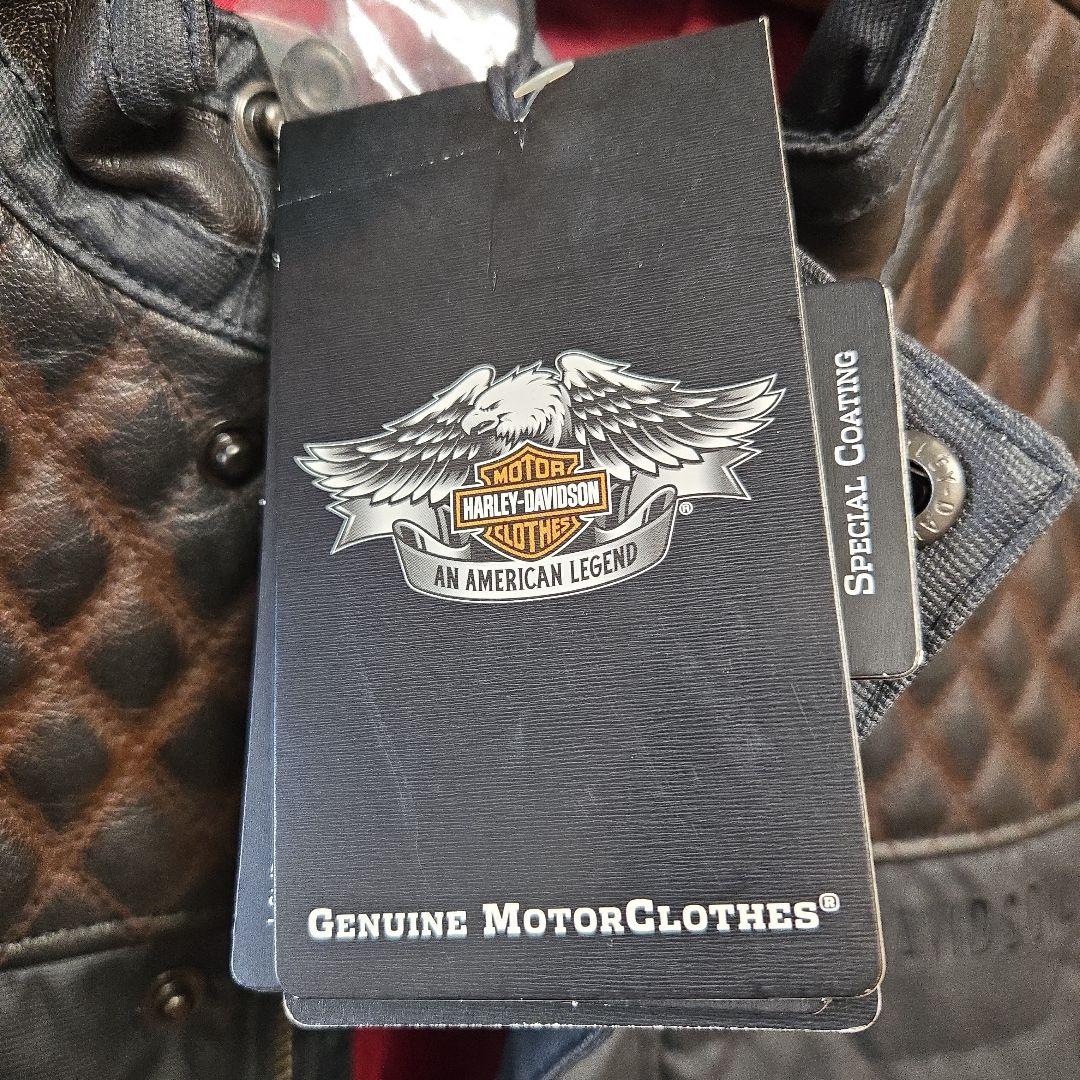 MOTOR
HARLEY-DAVIDSON
CLOTHES
®
AN AMERICAN LEGEND
SPECIAL COATING
GENUINE MOTORCLOTHES®